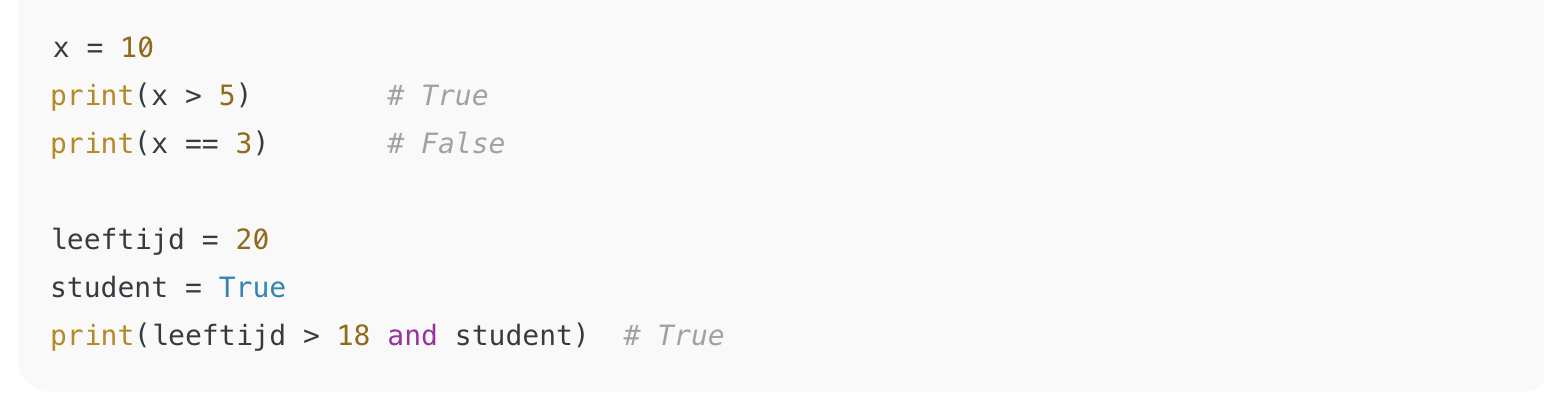 x = 10
print(x > 5)        # True
print(x == 3)       # False

leeftijd = 20
student = True
print(leeftijd > 18 and student)  # True